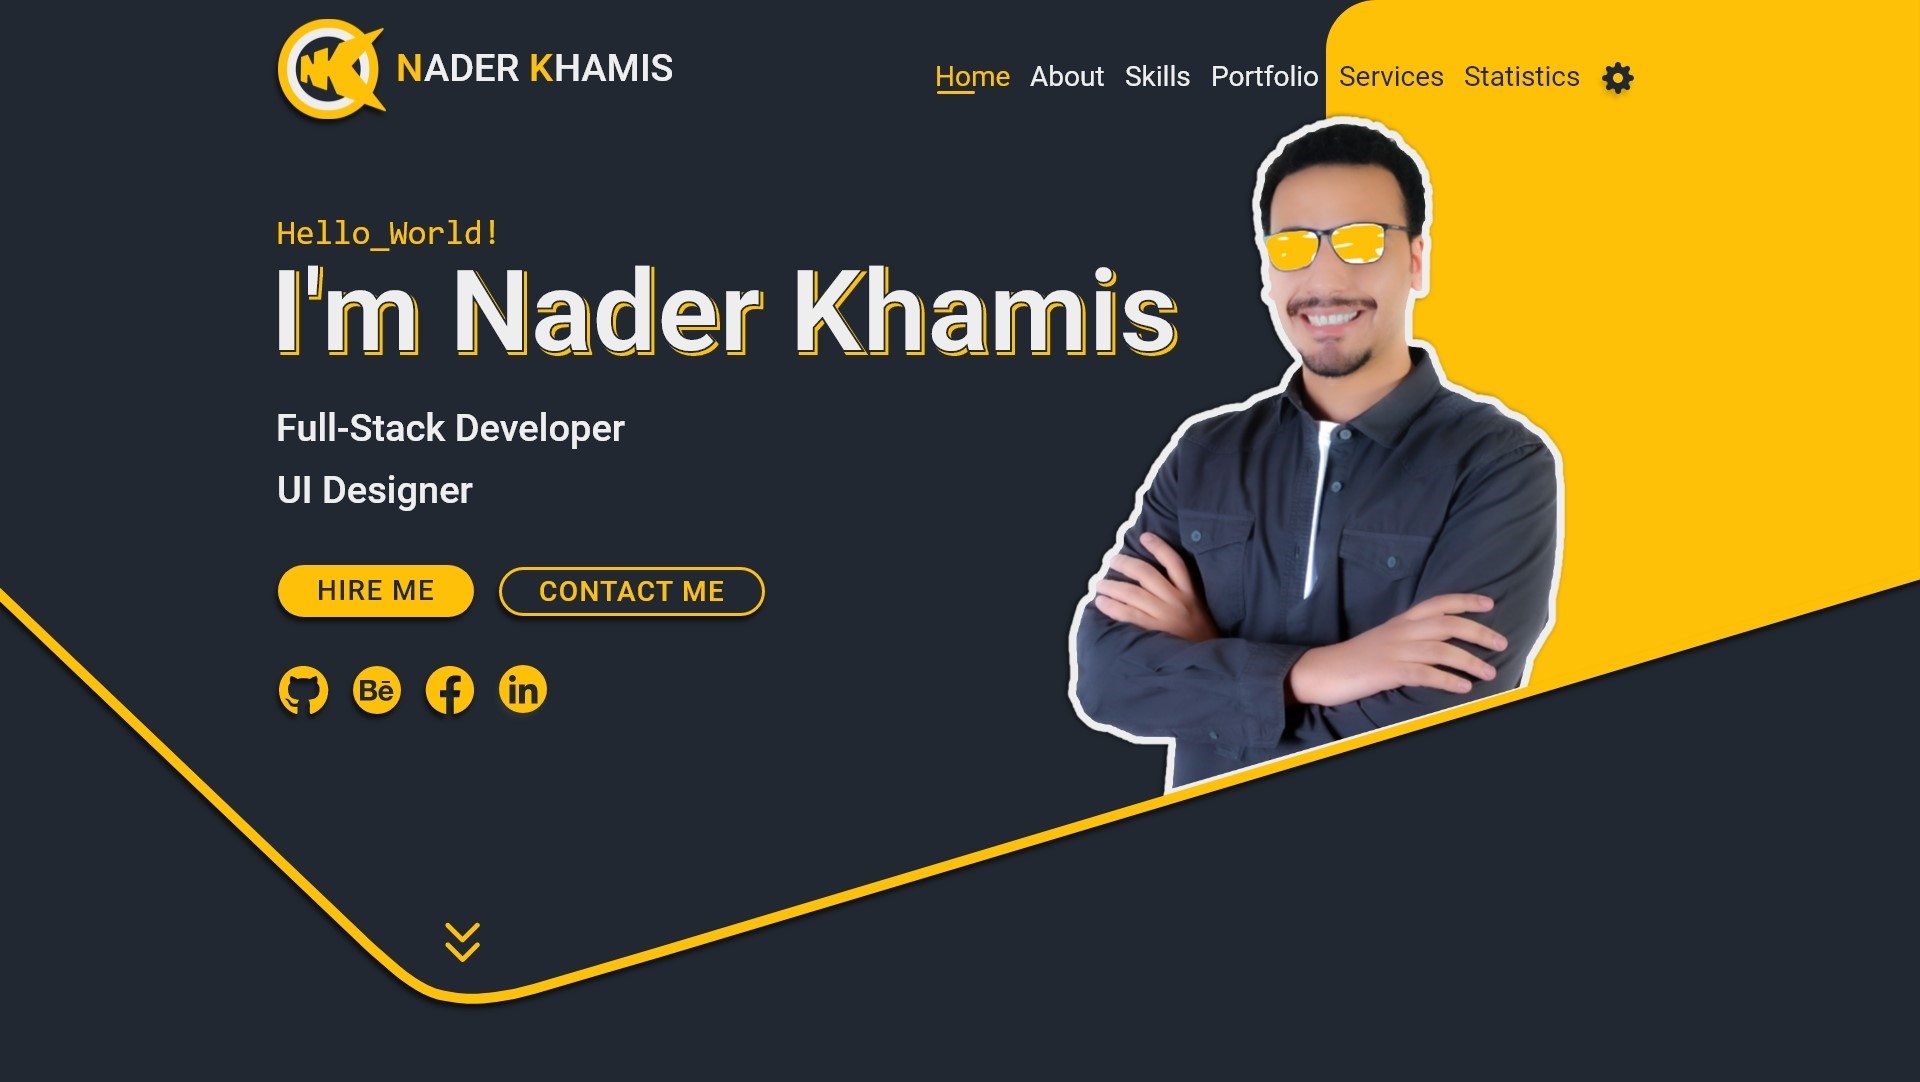 NK
NADER KHAMIS
Home About Skills Portfolio Services Statistics
Hello_World!
I'm Nader Khamis
Full-Stack Developer
UI Designer
HIRE ME CONTACT ME
Bē f in